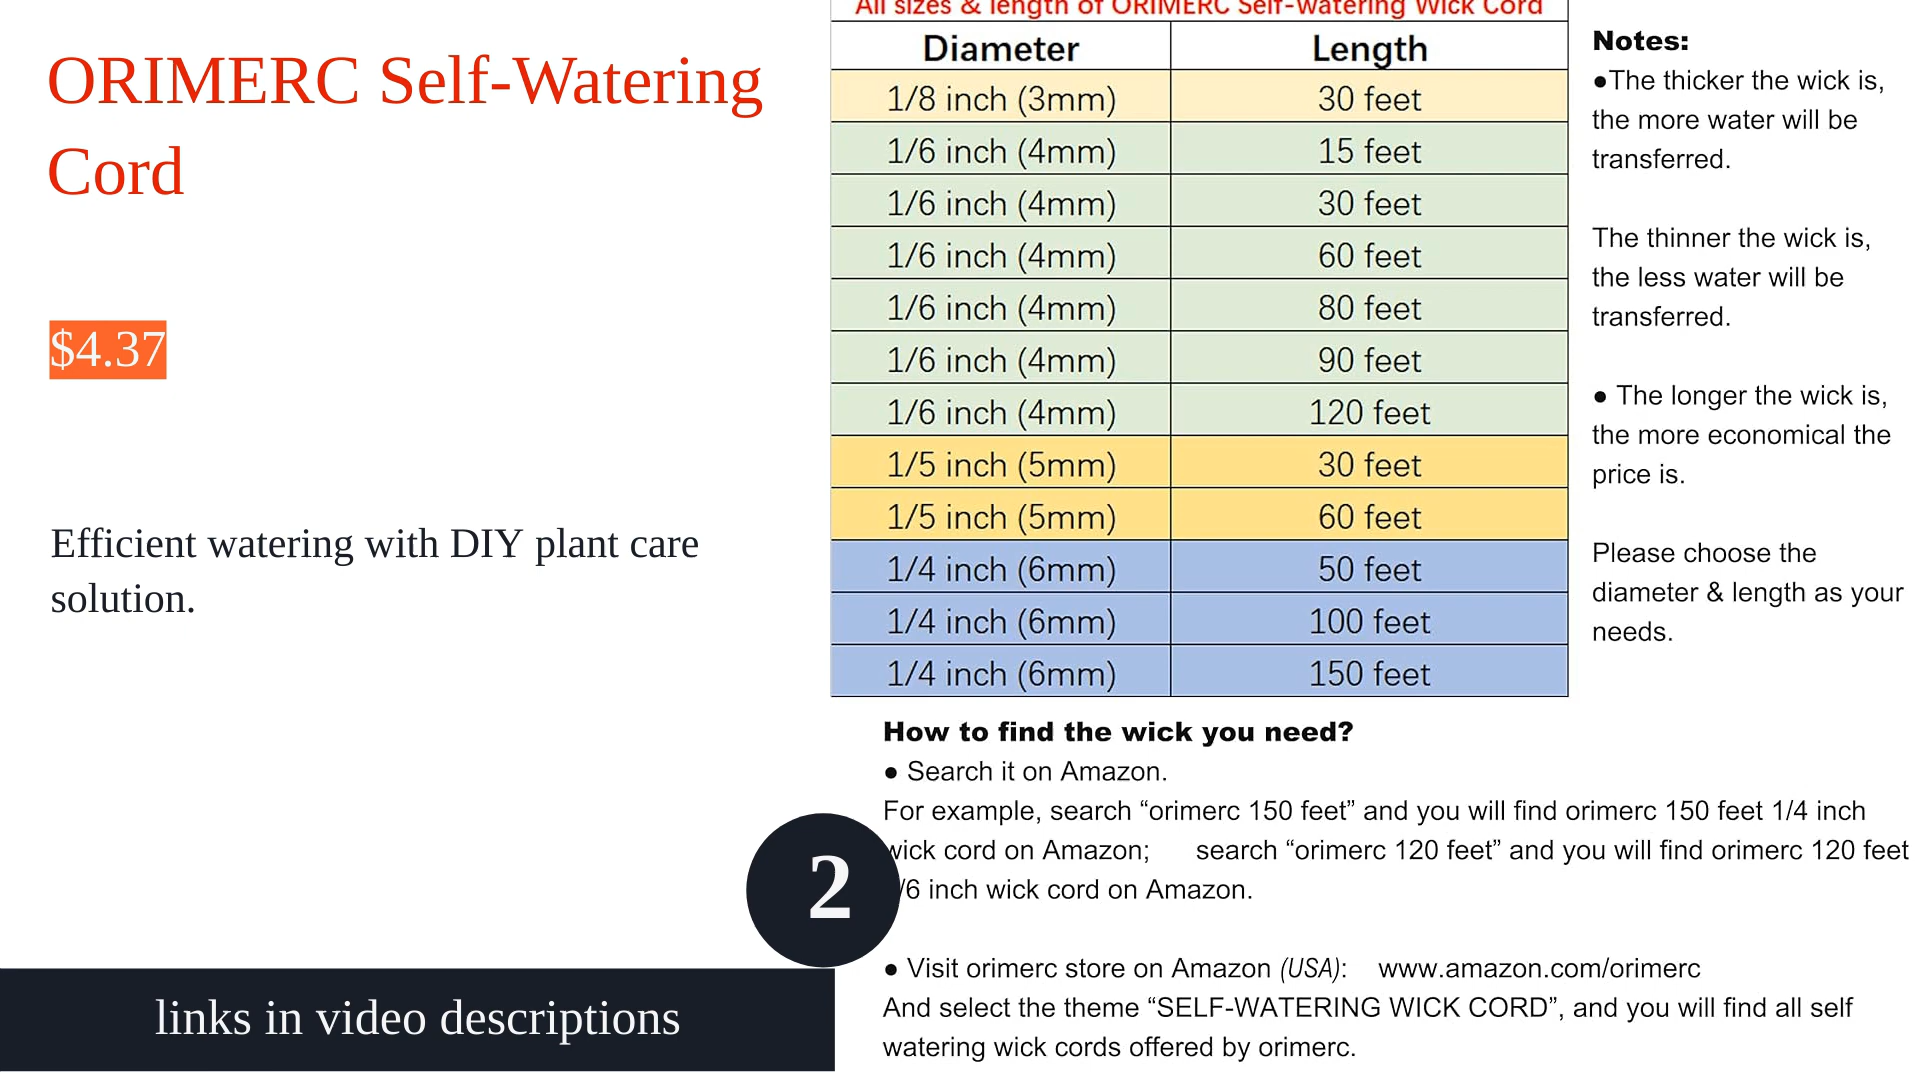 ORIMERC Self-Watering
Cord
$4.37
Efficient watering with DIY plant care
solution.
2
links in video descriptions
All sizes & length of ORIMERC Self-watering Wick Cord
Diameter Length
1/8 inch (3mm) 30 feet
1/6 inch (4mm) 15 feet
1/6 inch (4mm) 30 feet
1/6 inch (4mm) 60 feet
1/6 inch (4mm) 80 feet
1/6 inch (4mm) 90 feet
1/6 inch (4mm) 120 feet
1/5 inch (5mm) 30 feet
1/5 inch (5mm) 60 feet
1/4 inch (6mm) 50 feet
1/4 inch (6mm) 100 feet
1/4 inch (6mm) 150 feet
Notes:
●The thicker the wick is,
the more water will be
transferred.
The thinner the wick is,
the less water will be
transferred.
● The longer the wick is,
the more economical the
price is.
Please choose the
diameter & length as your
needs.
How to find the wick you need?
● Search it on Amazon.
For example, search “orimerc 150 feet” and you will find orimerc 150 feet 1/4 inch
wick cord on Amazon; search “orimerc 120 feet” and you will find orimerc 120 feet
/6 inch wick cord on Amazon.
● Visit orimerc store on Amazon (USA): www.amazon.com/orimerc
And select the theme “SELF-WATERING WICK CORD”, and you will find all self
watering wick cords offered by orimerc.